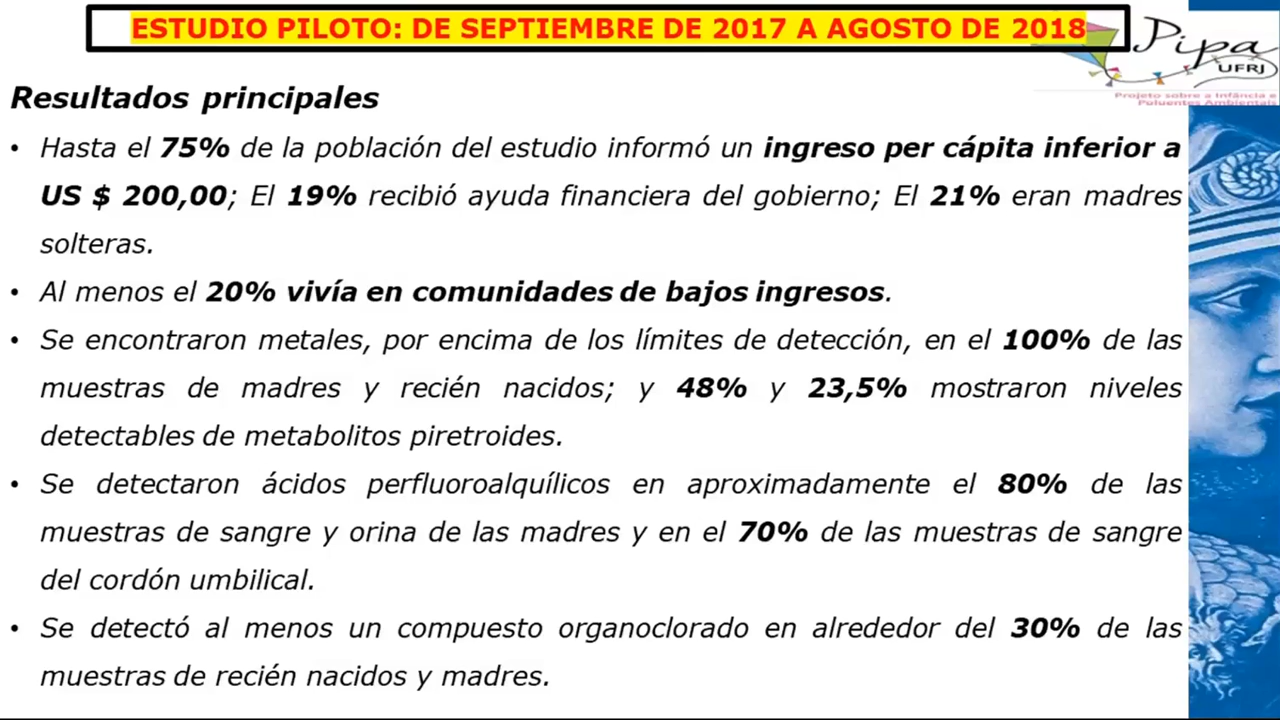 ESTUDIO PILOTO: DE SEPTIEMBRE DE 2017 A AGOSTO DE 2018
Pipa
UFRJ
Projeto sobre a Infância e
Poluentes Ambientais
Resultados principales
• Hasta el 75% de la población del estudio informó un ingreso per cápita inferior a
US $ 200,00; El 19% recibió ayuda financiera del gobierno; El 21% eran madres
solteras.
• Al menos el 20% vivía en comunidades de bajos ingresos.
• Se encontraron metales, por encima de los límites de detección, en el 100% de las
muestras de madres y recién nacidos; y 48% y 23,5% mostraron niveles
detectables de metabolitos piretroides.
• Se detectaron ácidos perfluoroalquílicos en aproximadamente el 80% de las
muestras de sangre y orina de las madres y en el 70% de las muestras de sangre
del cordón umbilical.
• Se detectó al menos un compuesto organoclorado en alrededor del 30% de las
muestras de recién nacidos y madres.